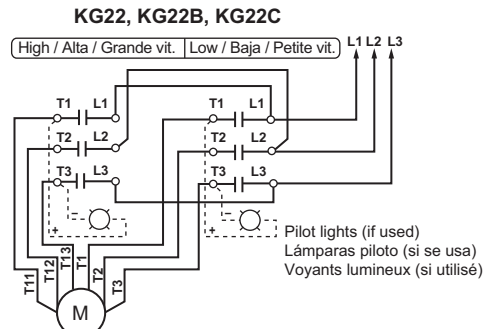 KG22, KG22B, KG22C
High / Alta / Grande vit. Low / Baja / Petite vit. L1 L2 L3
T1 L1 T1 L1
T2 L2 T2 L2
T3 L3 T3 L3
− −
+ +
Pilot lights (if used)
Lámparas piloto (si se usa)
Voyants lumineux (si utilisé)
T11 T12 T13 T1 T2 T3
M